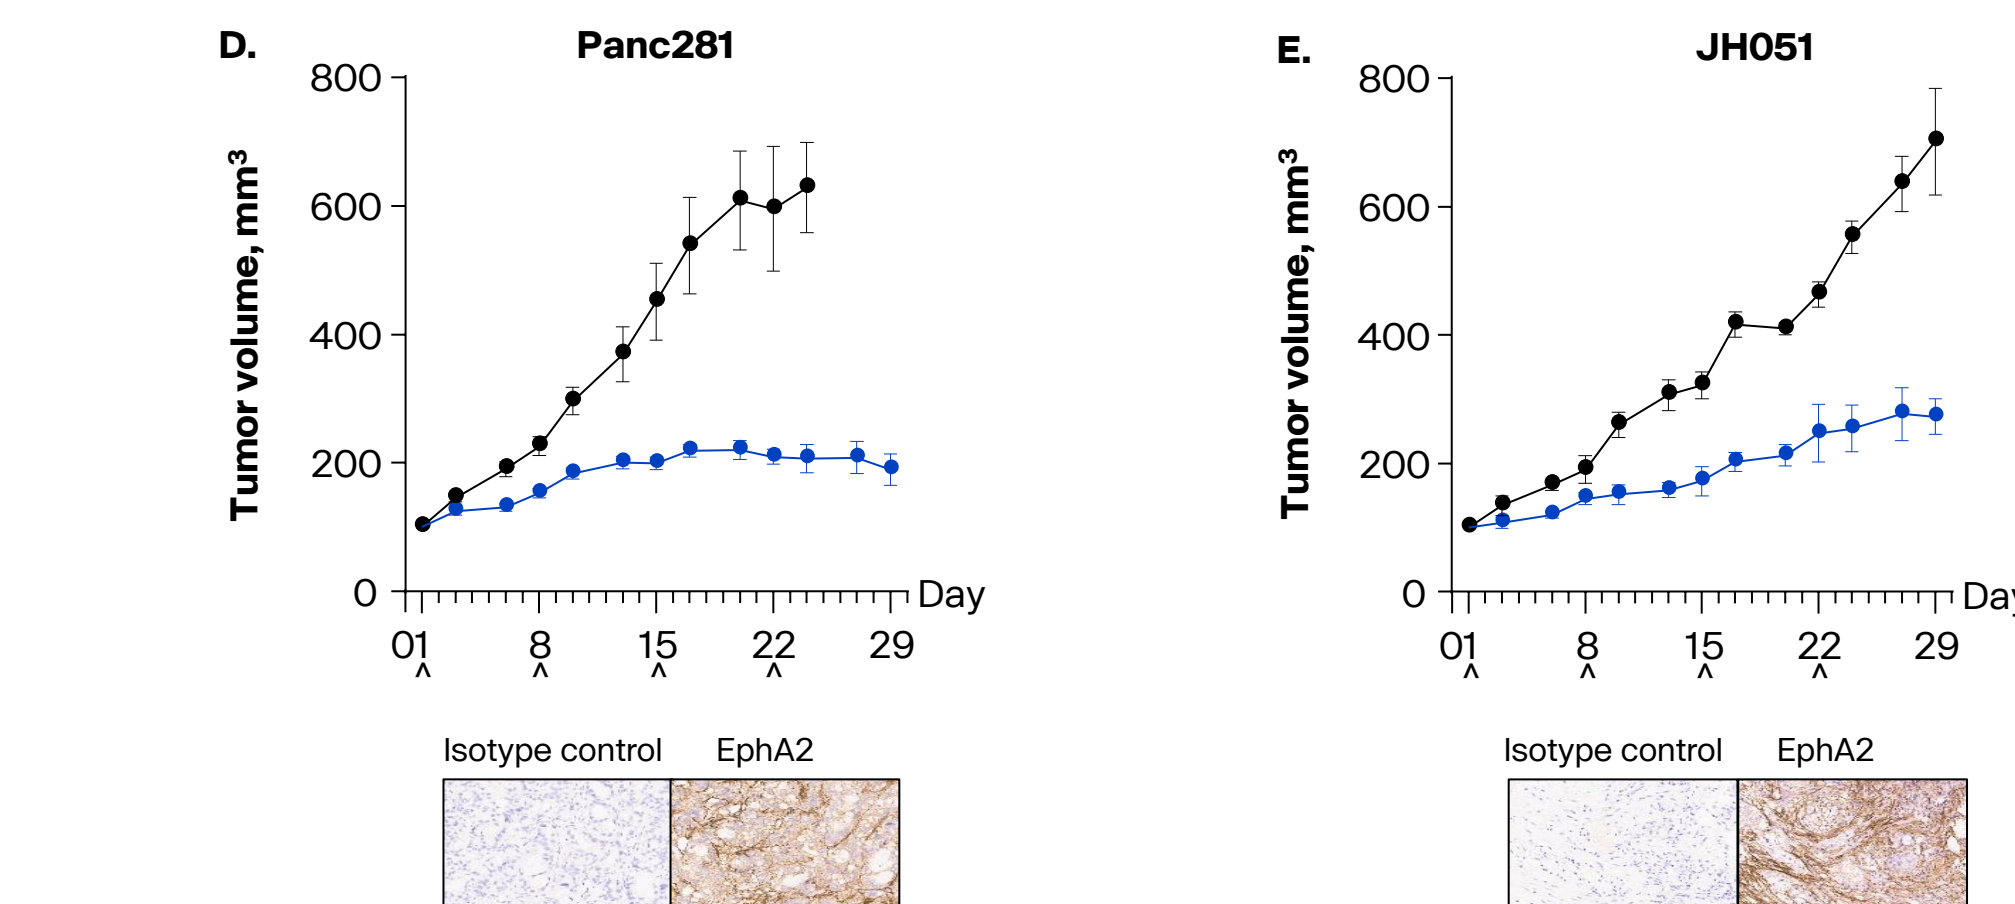 D.
Panc281
Tumor volume, mm³
800
600
400
200
0
Day
01 8 15 22 29
^ ^ ^ ^
Isotype control EphA2
E.
JH051
Tumor volume, mm³
800
600
400
200
0
Day
01 8 15 22 29
^ ^ ^ ^
Isotype control EphA2